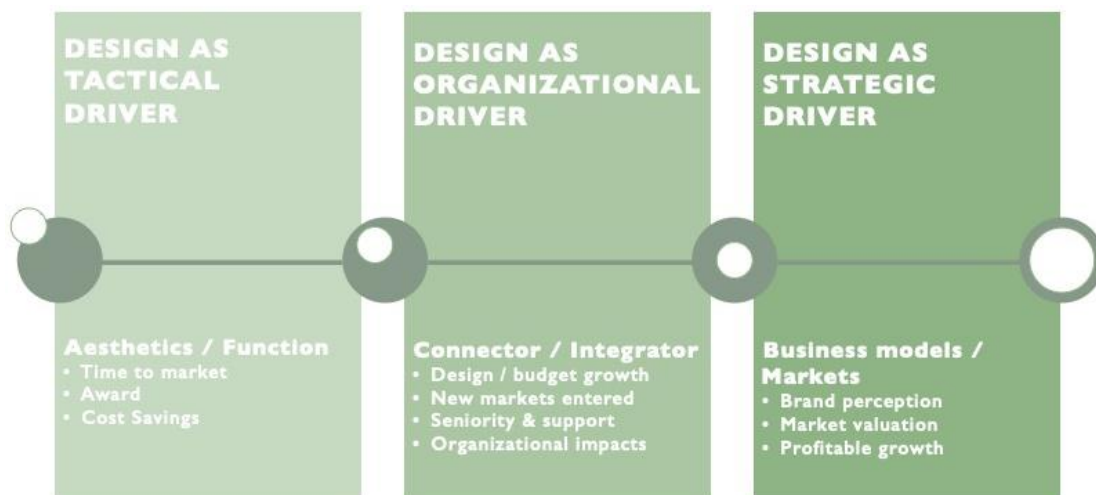 DESIGN AS
TACTICAL
DRIVER
Aesthetics / Function
• Time to market
• Award
• Cost Savings
DESIGN AS
ORGANIZATIONAL
DRIVER
Connector / Integrator
• Design / budget growth
• New markets entered
• Seniority & support
• Organizational impacts
DESIGN AS
STRATEGIC
DRIVER
Business models /
Markets
• Brand perception
• Market valuation
• Profitable growth